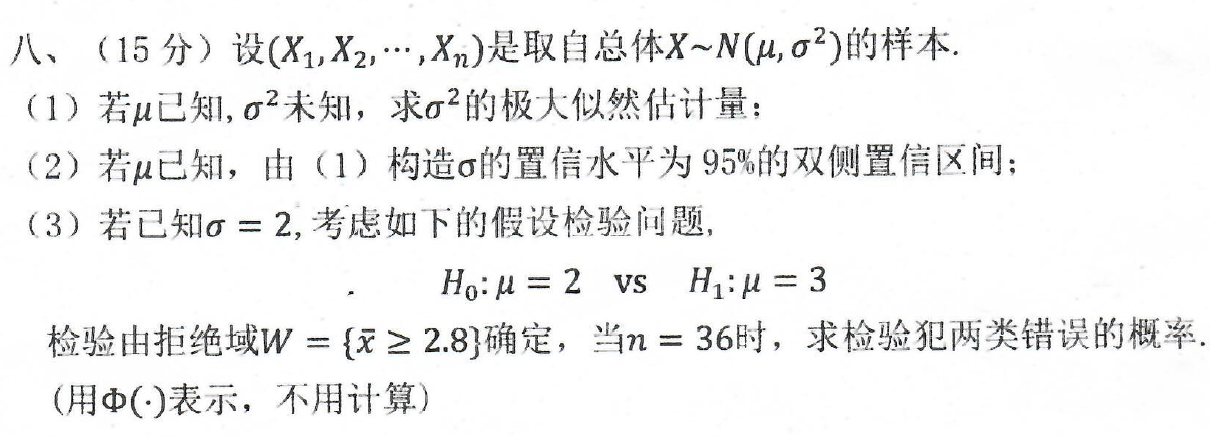 八、（15 分）设(X₁,X₂,⋯,Xₙ)是取自总体X~N(μ,σ²)的样本.
（1）若μ已知,σ²未知，求σ²的极大似然估计量；
（2）若μ已知，由（1）构造σ的置信水平为 95%的双侧置信区间；
（3）若已知σ = 2,考虑如下的假设检验问题,
H₀:μ = 2 vs H₁:μ = 3
检验由拒绝域W = {x̄ ≥ 2.8}确定，当n = 36时，求检验犯两类错误的概率.
(用Φ(·)表示，不用计算)